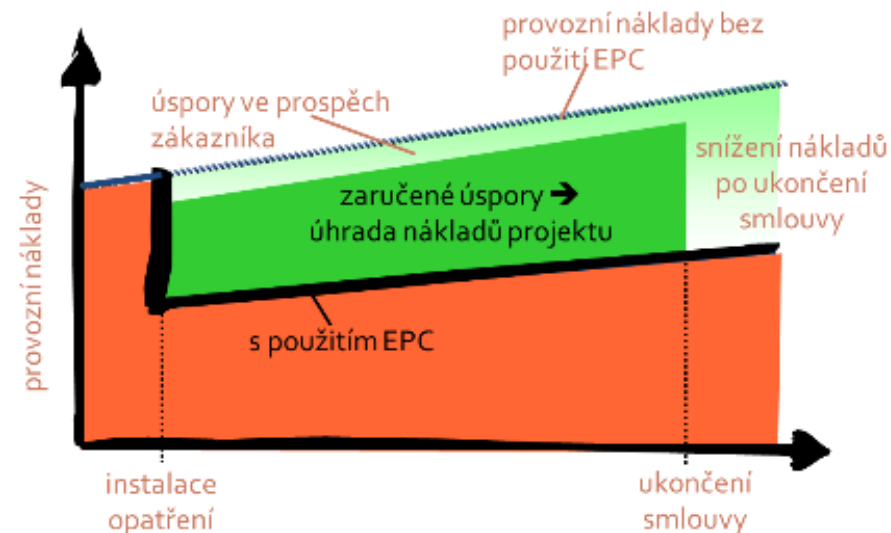 provozní náklady bez
použití EPC
úspory ve prospěch
zákazníka
snížení nákladů
po ukončení
smlouvy
zaručené úspory ➔
úhrada nákladů projektu
s použitím EPC
provozní náklady
instalace
opatření
ukončení
smlouvy